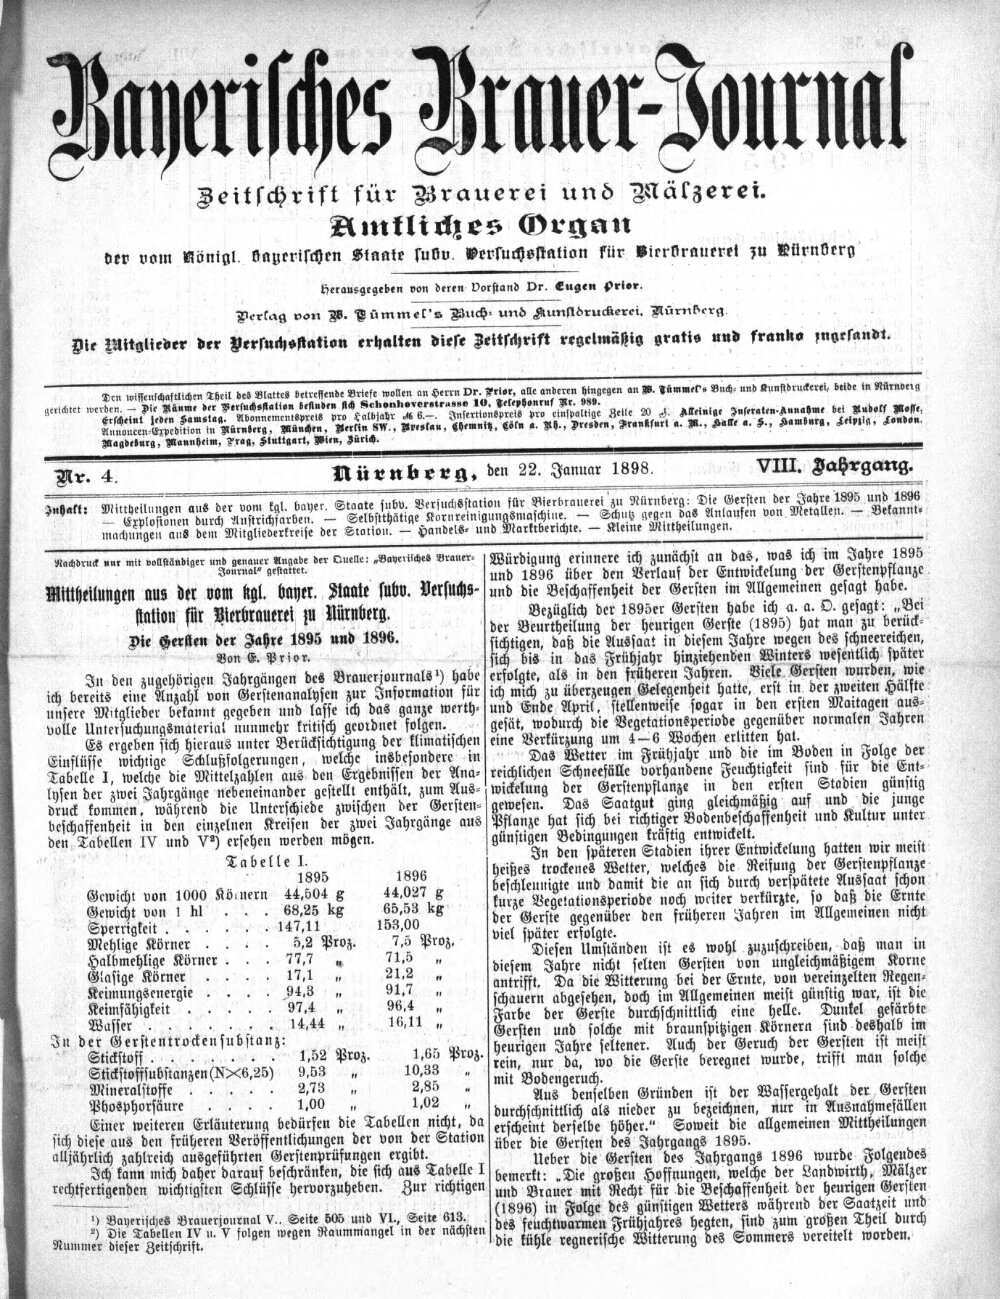 Bayerisches Brauer-Journal
Zeitschrift für Brauerei und Mälzerei.
Amtliches Organ
der vom Königl. bayerischen Staate subv. Versuchsstation für Bierbrauerei zu Nürnberg
Herausgegeben von deren Vorstand Dr. Eugen Prior.
Verlag von W. Tümmel's Buch- und Kunstdruckerei, Nürnberg.
Die Mitglieder der Versuchsstation erhalten diese Zeitschrift regelmäßig gratis und franko zugesandt.
Den wissenschaftlichen Theil des Blattes betreffende Briefe wollen an Herrn Dr. Prior, alle anderen hingegen an W. Tümmel's Buch- und Kunstdruckerei, beide in Nürnberg
gerichtet werden. — Die Räume der Versuchsstation befinden sich Schonhoverstrasse 10, Telephonruf Nr. 989.
Erscheint jeden Samstag. Abonnementspreis pro Halbjahr ℳ 6.—. Insertionspreis pro einspaltige Zeile 20 ₰. Alleinige Inseraten-Annahme bei Rudolf Mosse,
Annoncen-Expedition in Nürnberg, München, Berlin SW., Breslau, Chemnitz, Cöln a. Rh., Dresden, Frankfurt a. M., Halle a. S., Hamburg, Leipzig, London.
Magdeburg, Mannheim, Prag, Stuttgart, Wien, Zürich.
Nr. 4. Nürnberg, den 22. Januar 1898. VIII. Jahrgang.
Inhalt: Mittheilungen aus der vom kgl. bayer. Staate subv. Versuchsstation für Bierbrauerei zu Nürnberg: Die Gersten der Jahre 1895 und 1896
— Explosionen durch Anstrichfarben. — Selbstthätige Kornreinigungsmaschine. — Schutz gegen das Anlaufen von Metallen. — Bekannt-
machungen aus dem Mitgliederkreise der Station. — Handels- und Marktberichte. — Kleine Mittheilungen.
Nachdruck nur mit vollständiger und genauer Angabe der Quelle: „Bayerisches Brauer-
Journal" gestattet.
Mittheilungen aus der vom kgl. bayer. Staate subv. Versuchs-
station für Bierbrauerei zu Nürnberg.
Die Gersten der Jahre 1895 und 1896.
Von E. Prior.
In den zugehörigen Jahrgängen des Brauerjournals¹) habe
ich bereits eine Anzahl von Gerstenanalysen zur Information für
unsere Mitglieder bekannt gegeben und lasse ich das ganze werth-
volle Untersuchungsmaterial nunmehr kritisch geordnet folgen.
Es ergeben sich hieraus unter Berücksichtigung der klimatischen
Einflüsse wichtige Schlußfolgerungen, welche insbesondere in
Tabelle I, welche die Mittelzahlen aus den Ergebnissen der Ana-
lysen der zwei Jahrgänge nebeneinander gestellt enthält, zum Aus-
druck kommen, während die Unterschiede zwischen der Gersten-
beschaffenheit in den einzelnen Kreisen der zwei Jahrgänge aus
den Tabellen IV und V²) ersehen werden mögen.
Tabelle I.
1895 1896
Gewicht von 1000 Körnern 44,504 g 44,027 g
Gewicht von 1 hl . . . 68,25 kg 65,53 kg
Sperrigkeit . . . . . . 147,11 153,00
Mehlige Körner . . . . 5,2 Proz. 7,5 Proz.
Halbmehlige Körner . . . 77,7 „ 71,5 „
Glasige Körner . . . . 17,1 „ 21,2 „
Keimungsenergie . . . . 94,3 „ 91,7 „
Keimfähigkeit . . . . 97,4 „ 96,4 „
Wasser . . . . . . 14,44 „ 16,11 „
In der Gerstentrockensubstanz:
Stickstoff . . . . . . . 1,52 Proz. 1,65 Proz.
Stickstoffsubstanzen (N×6,25) 9,53 „ 10,33 „
Mineralstoffe . . . . . 2,73 „ 2,85 „
Phosphorsäure . . . . . 1,00 „ 1,02 „
Einer weiteren Erläuterung bedürfen die Tabellen nicht, da
sich diese aus den früheren Veröffentlichungen der von der Station
alljährlich zahlreich ausgeführten Gerstenprüfungen ergibt.
Ich kann mich daher darauf beschränken, die sich aus Tabelle I
rechtfertigenden wichtigsten Schlüsse hervorzuheben. Zur richtigen
¹) Bayerisches Brauerjournal V., Seite 505 und VI., Seite 613.
²) Die Tabellen IV u. V folgen wegen Raummangel in der nächsten
Nummer dieser Zeitschrift.
Würdigung erinnere ich zunächst an das, was ich im Jahre 1895
und 1896 über den Verlauf der Entwickelung der Gerstenpflanze
und die Beschaffenheit der Gersten im Allgemeinen gesagt habe.
Bezüglich der 1895er Gersten habe ich a. a. O. gesagt: „Bei
der Beurtheilung der heurigen Gerste (1895) hat man zu berück-
sichtigen, daß die Aussaat in diesem Jahre wegen des schneereichen,
sich bis in das Frühjahr hinziehenden Winters wesentlich später
erfolgte, als in den früheren Jahren. Viele Gersten wurden, wie
ich mich zu überzeugen Gelegenheit hatte, erst in der zweiten Hälfte
und Ende April, stellenweise sogar in den ersten Maitagen aus-
gesät, wodurch die Vegetationsperiode gegenüber normalen Jahren
eine Verkürzung um 4—6 Wochen erlitten hat.
Das Wetter im Frühjahr und die im Boden in Folge der
reichlichen Schneefälle vorhandene Feuchtigkeit sind für die Ent-
wickelung der Gerstenpflanze in den ersten Stadien günstig
gewesen. Das Saatgut ging gleichmäßig auf und die junge
Pflanze hat sich bei richtiger Bodenbeschaffenheit und Kultur unter
günstigen Bedingungen kräftig entwickelt.
In den späteren Stadien ihrer Entwickelung hatten wir meist
heißes trockenes Wetter, welches die Reifung der Gerstenpflanze
beschleunigte und damit die an sich durch verspätete Aussaat schon
kurze Vegetationsperiode noch weiter verkürzte, so daß die Ernte
der Gerste gegenüber den früheren Jahren im Allgemeinen nicht
viel später erfolgte.
Diesen Umständen ist es wohl zuzuschreiben, daß man in
diesem Jahre nicht selten Gersten von ungleichmäßigem Korne
antrifft. Da die Witterung bei der Ernte, von vereinzelten Regen-
schauern abgesehen, doch im Allgemeinen meist günstig war, ist die
Farbe der Gerste durchschnittlich eine helle. Dunkel gefärbte
Gersten und solche mit braunspitzigen Körnern sind deshalb im
heurigen Jahre seltener. Auch der Geruch der Gersten ist meist
rein, nur da, wo die Gerste beregnet wurde, trifft man solche
mit Bodengeruch.
Aus denselben Gründen ist der Wassergehalt der Gersten
durchschnittlich als nieder zu bezeichnen, nur in Ausnahmefällen
erscheint derselbe höher." Soweit die allgemeinen Mittheilungen
über die Gersten des Jahrgangs 1895.
Ueber die Gersten des Jahrgangs 1896 wurde Folgendes
bemerkt: „Die großen Hoffnungen, welche der Landwirth, Mälzer
und Brauer mit Recht für die Beschaffenheit der heurigen Gersten
(1896) in Folge des günstigen Wetters während der Saatzeit und
des feuchtwarmen Frühjahres hegten, sind zum großen Theil durch
die kühle regnerische Witterung des Sommers vereitelt worden.